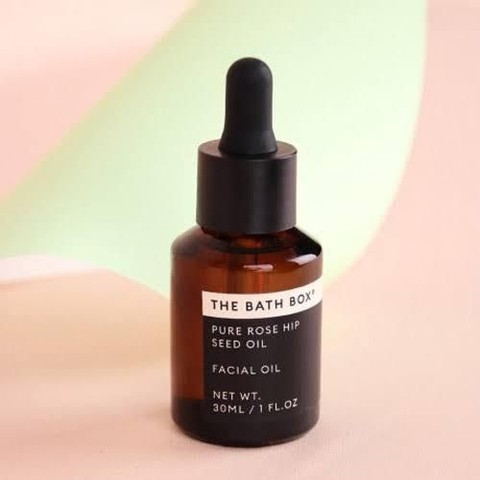 THE BATH BOX®
PURE ROSE HIP
SEED OIL
FACIAL OIL
NET WT.
30ML / 1 FL.OZ